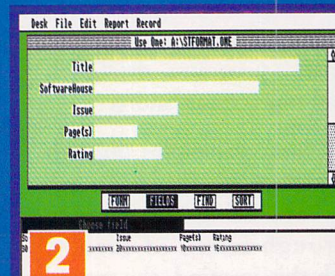 Desk File Edit Report Record
Use One: A:\STFORMAT.ONE
Title
SoftwareHouse
Issue
Page(s)
Rating
FORM FIELDS FIND SORT
Choose field
Issue Page(s) Rating
2